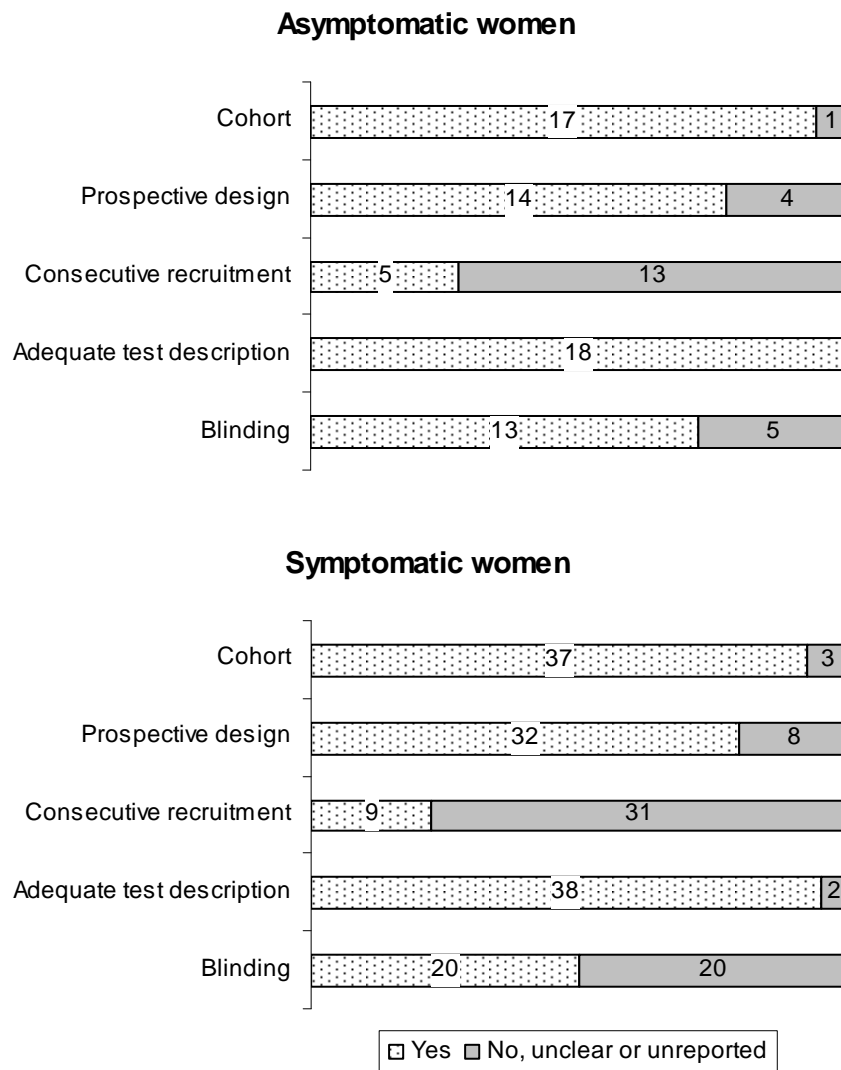 Asymptomatic women
Cohort 17 1
Prospective design 14 4
Consecutive recruitment 5 13
Adequate test description 18
Blinding 13 5
Symptomatic women
Cohort 37 3
Prospective design 32 8
Consecutive recruitment 9 31
Adequate test description 38 2
Blinding 20 20
Yes No, unclear or unreported